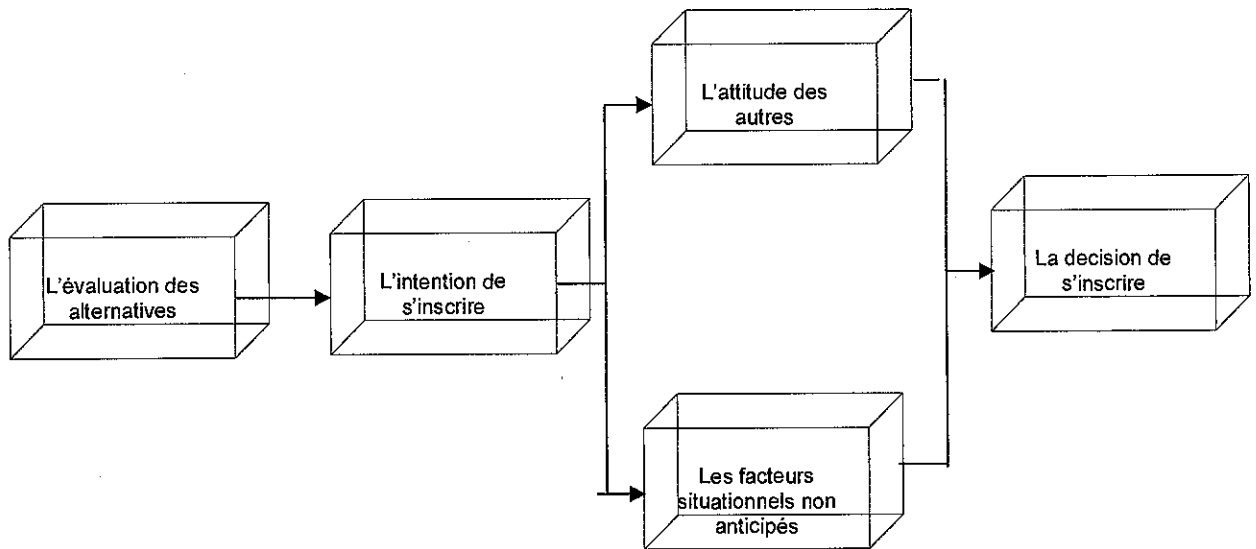 L'évaluation des
alternatives
L'intention de
s'inscrire
L'attitude des
autres
Les facteurs
situationnels non
anticipés
La decision de
s'inscrire